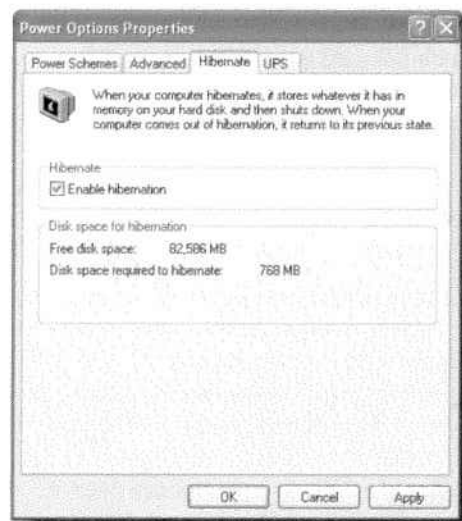 Power Options Properties
Power Schemes Advanced Hibernate UPS
When your computer hibernates, it stores whatever it has in
memory on your hard disk and then shuts down. When your
computer comes out of hibernation, it returns to its previous state.
Hibernate
Enable hibernation
Disk space for hibernation
Free disk space: 82,586 MB
Disk space required to hibernate: 768 MB
OK Cancel Apply